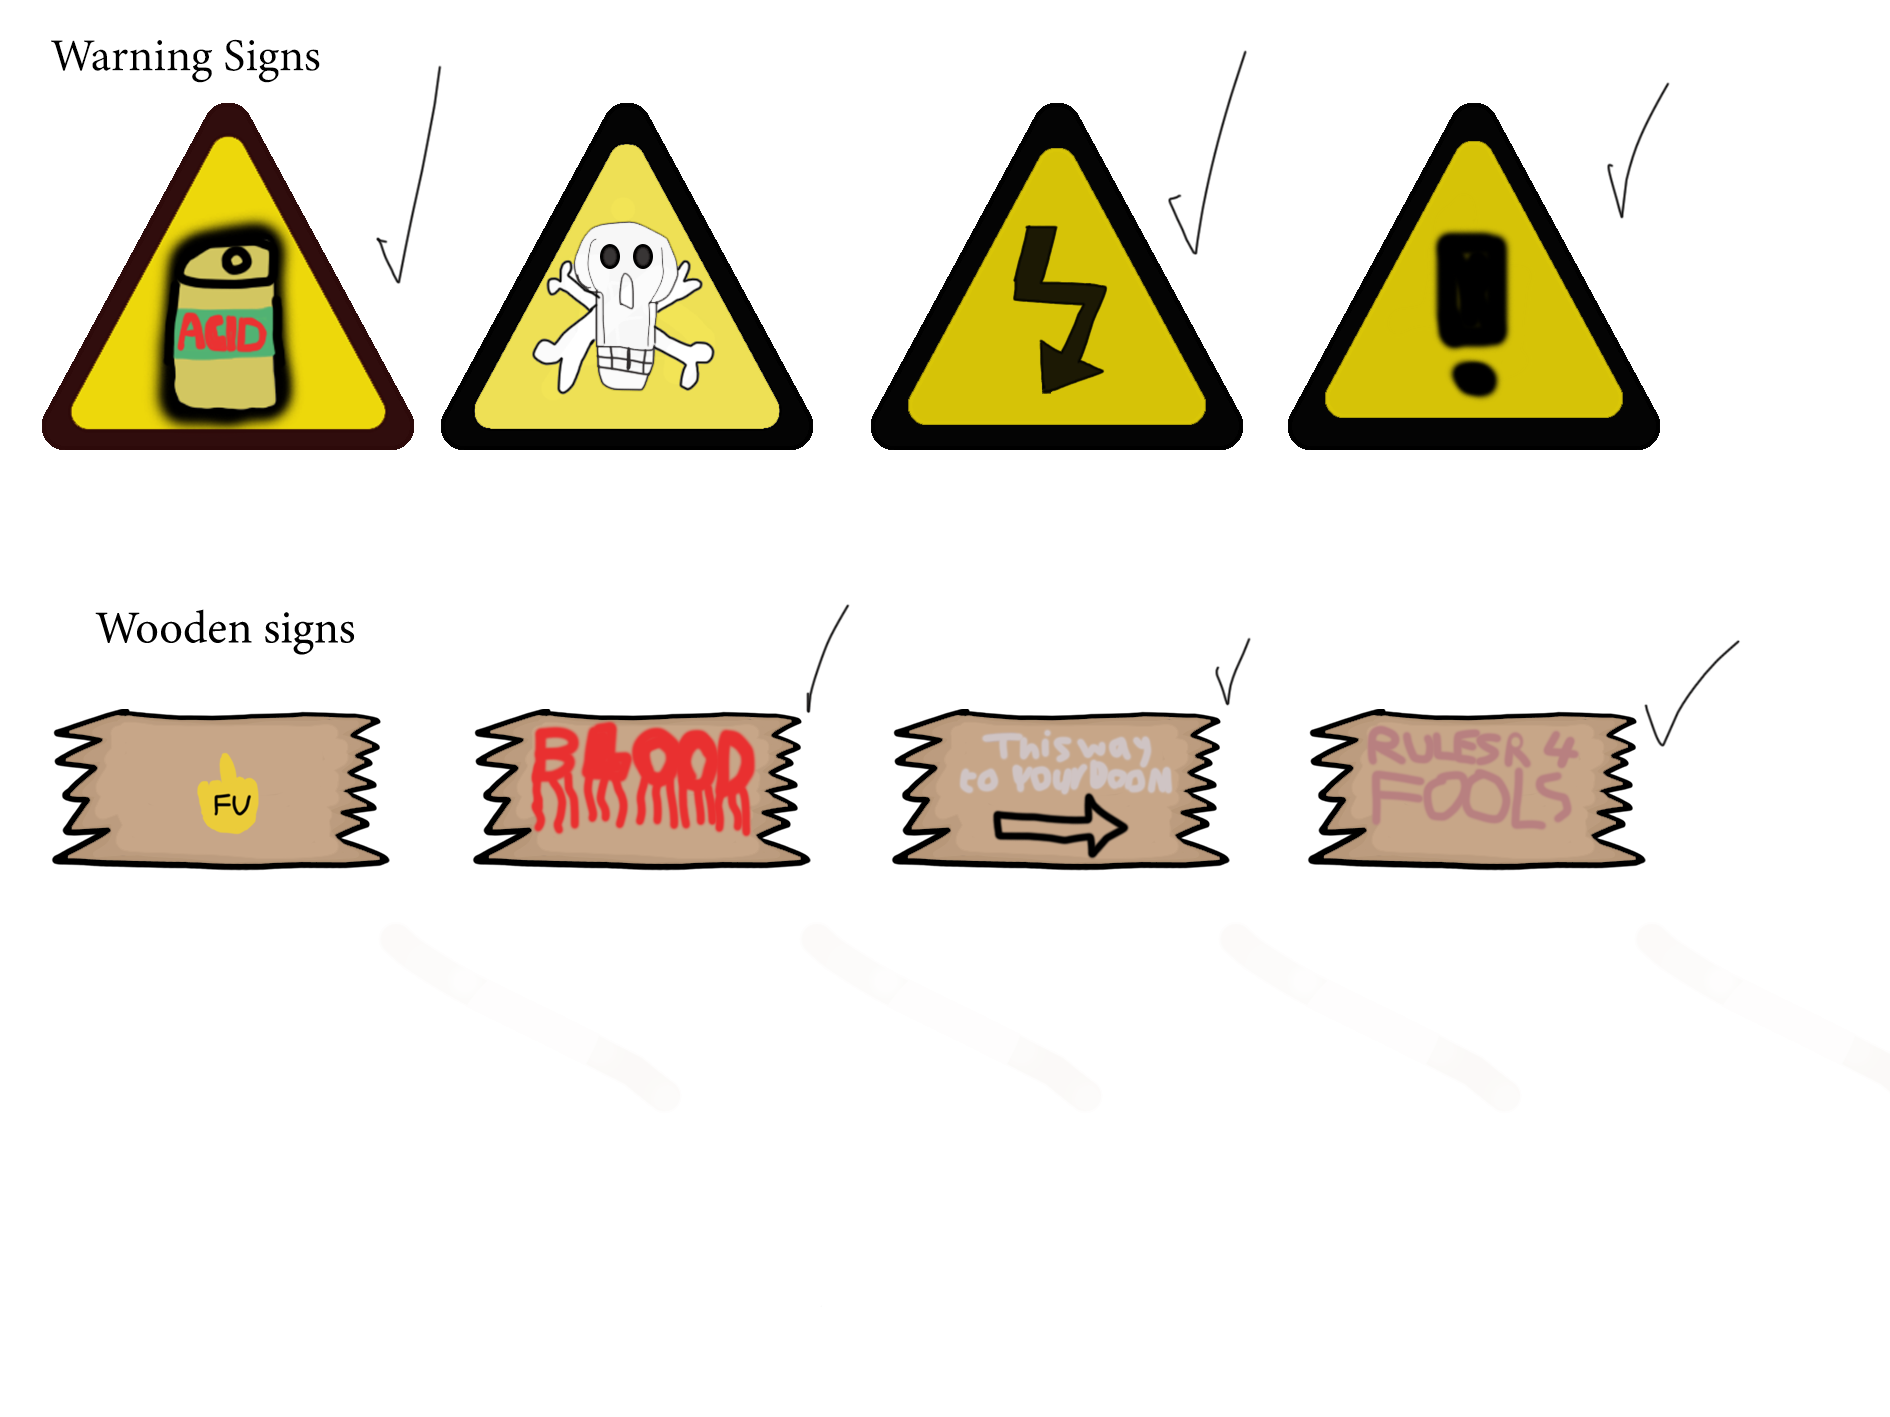 Warning Signs
ACID
!
Wooden signs
FU
BLOOD
This way
to YOUR DOOM
RULES R 4
FOOLS